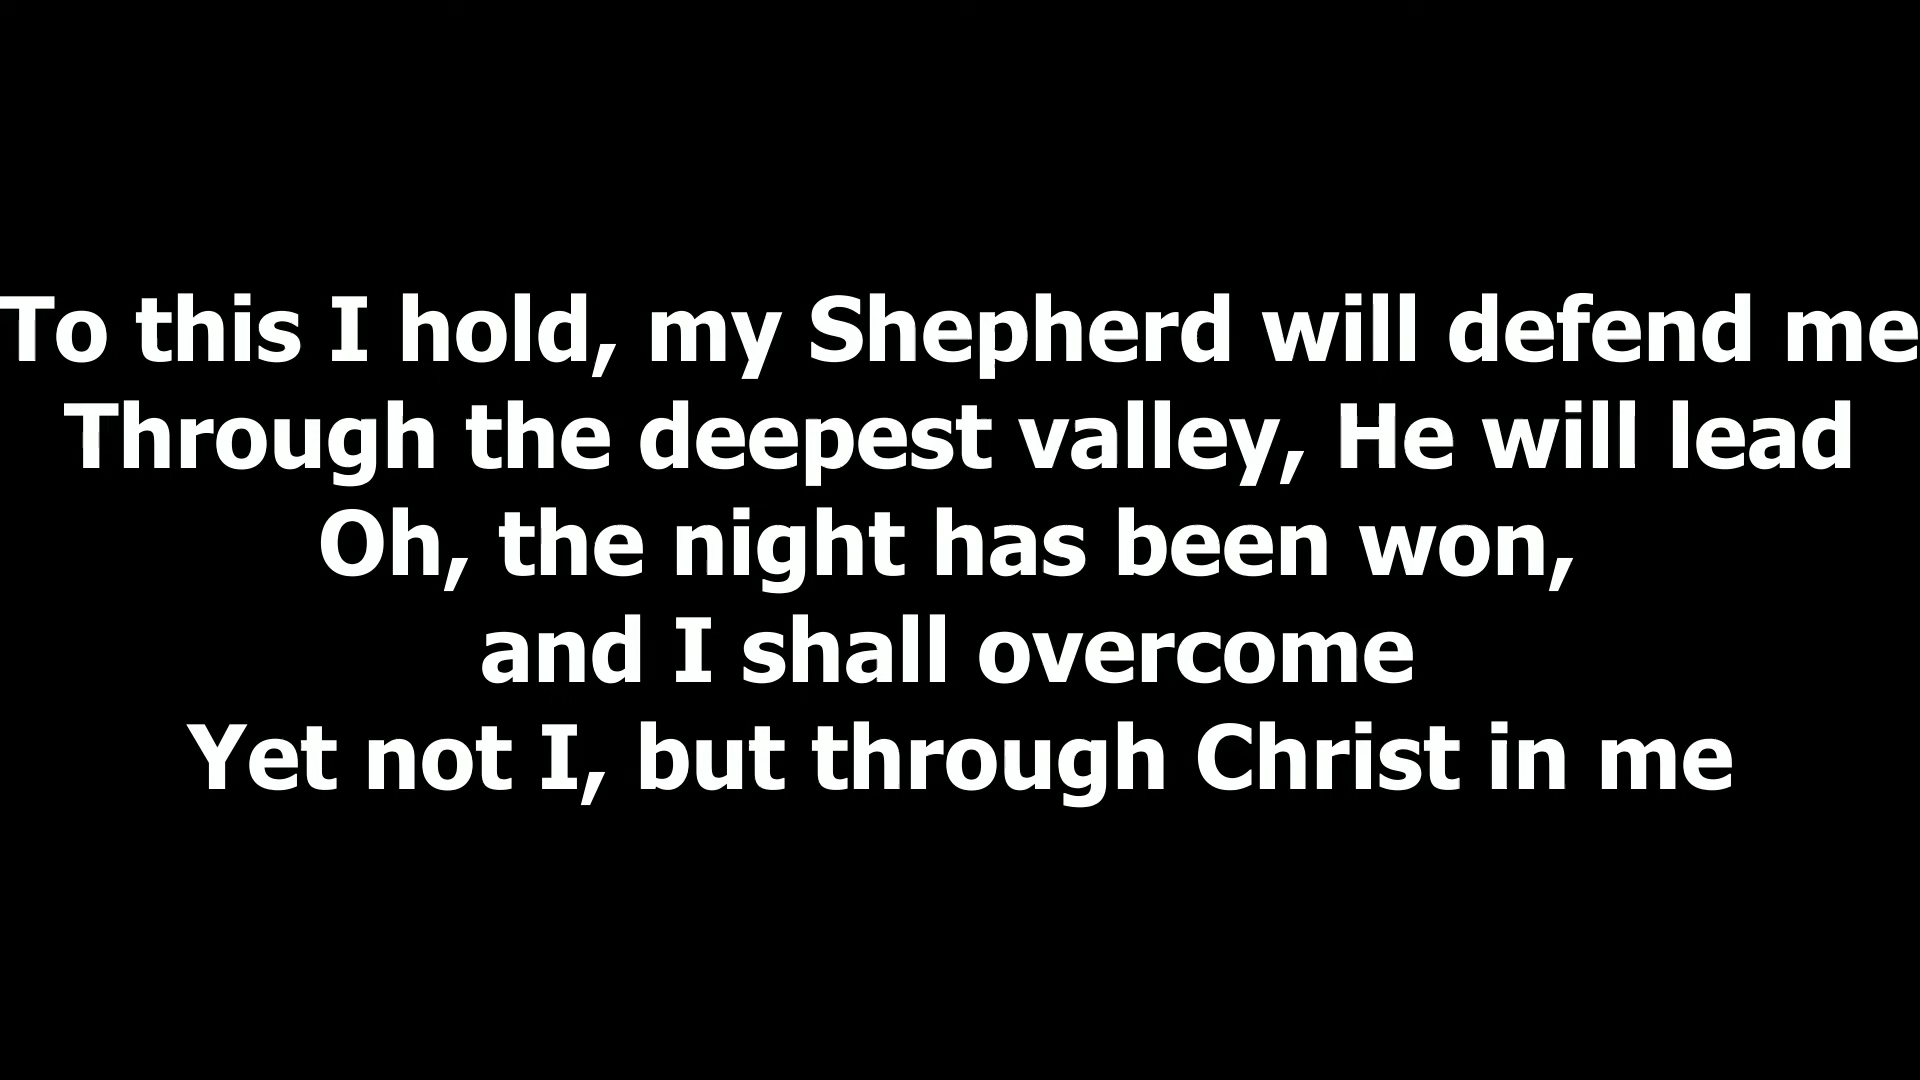 To this I hold, my Shepherd will defend me
Through the deepest valley, He will lead
Oh, the night has been won,
and I shall overcome
Yet not I, but through Christ in me